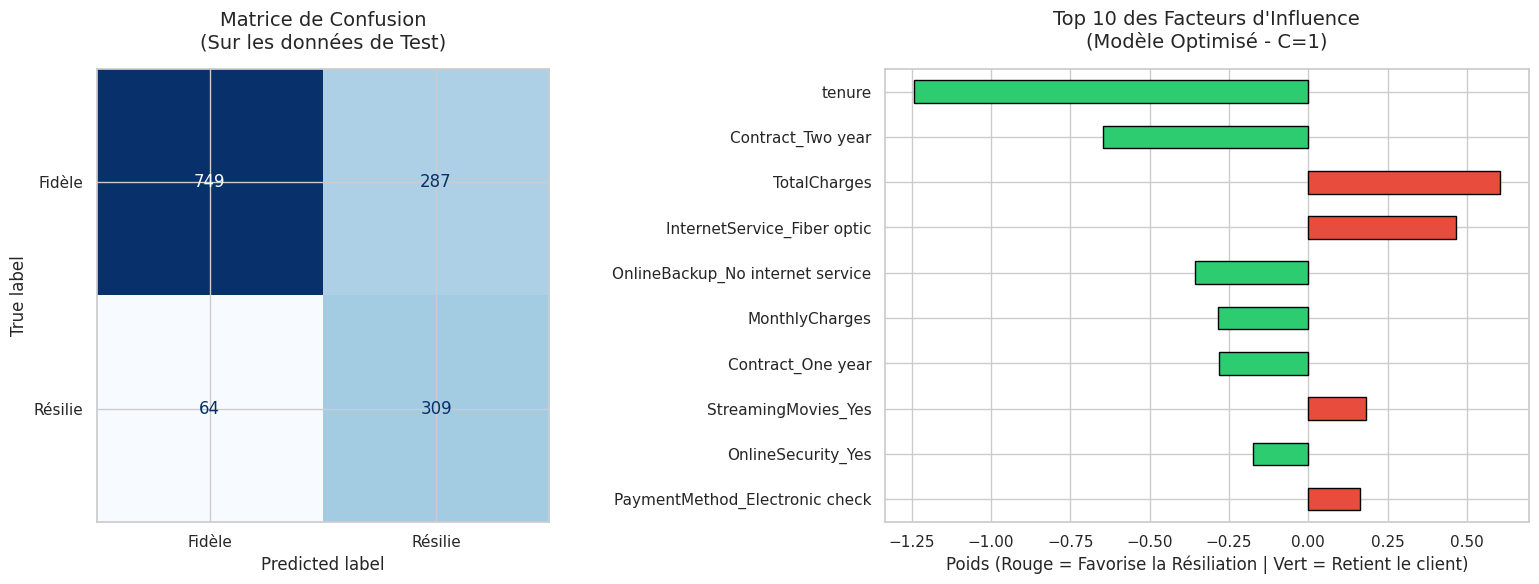 Matrice de Confusion
(Sur les données de Test)
True label
Fidèle
749
287
Résilie
64
309
Fidèle
Résilie
Predicted label
Top 10 des Facteurs d'Influence
(Modèle Optimisé - C=1)
tenure
Contract_Two year
TotalCharges
InternetService_Fiber optic
OnlineBackup_No internet service
MonthlyCharges
Contract_One year
StreamingMovies_Yes
OnlineSecurity_Yes
PaymentMethod_Electronic check
−1.25 −1.00 −0.75 −0.50 −0.25 0.00 0.25 0.50
Poids (Rouge = Favorise la Résiliation | Vert = Retient le client)